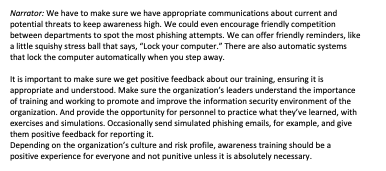 Narrator: We have to make sure we have appropriate communications about current and
potential threats to keep awareness high. We could even encourage friendly competition
between departments to spot the most phishing attempts. We can offer friendly reminders, like
a little squishy stress ball that says, "Lock your computer." There are also automatic systems
that lock the computer automatically when you step away.

It is important to make sure we get positive feedback about our training, ensuring it is
appropriate and understood. Make sure the organization's leaders understand the importance
of training and working to promote and improve the information security environment of the
organization. And provide the opportunity for personnel to practice what they've learned, with
exercises and simulations. Occasionally send simulated phishing emails, for example, and give
them positive feedback for reporting it.
Depending on the organization's culture and risk profile, awareness training should be a
positive experience for everyone and not punitive unless it is absolutely necessary.